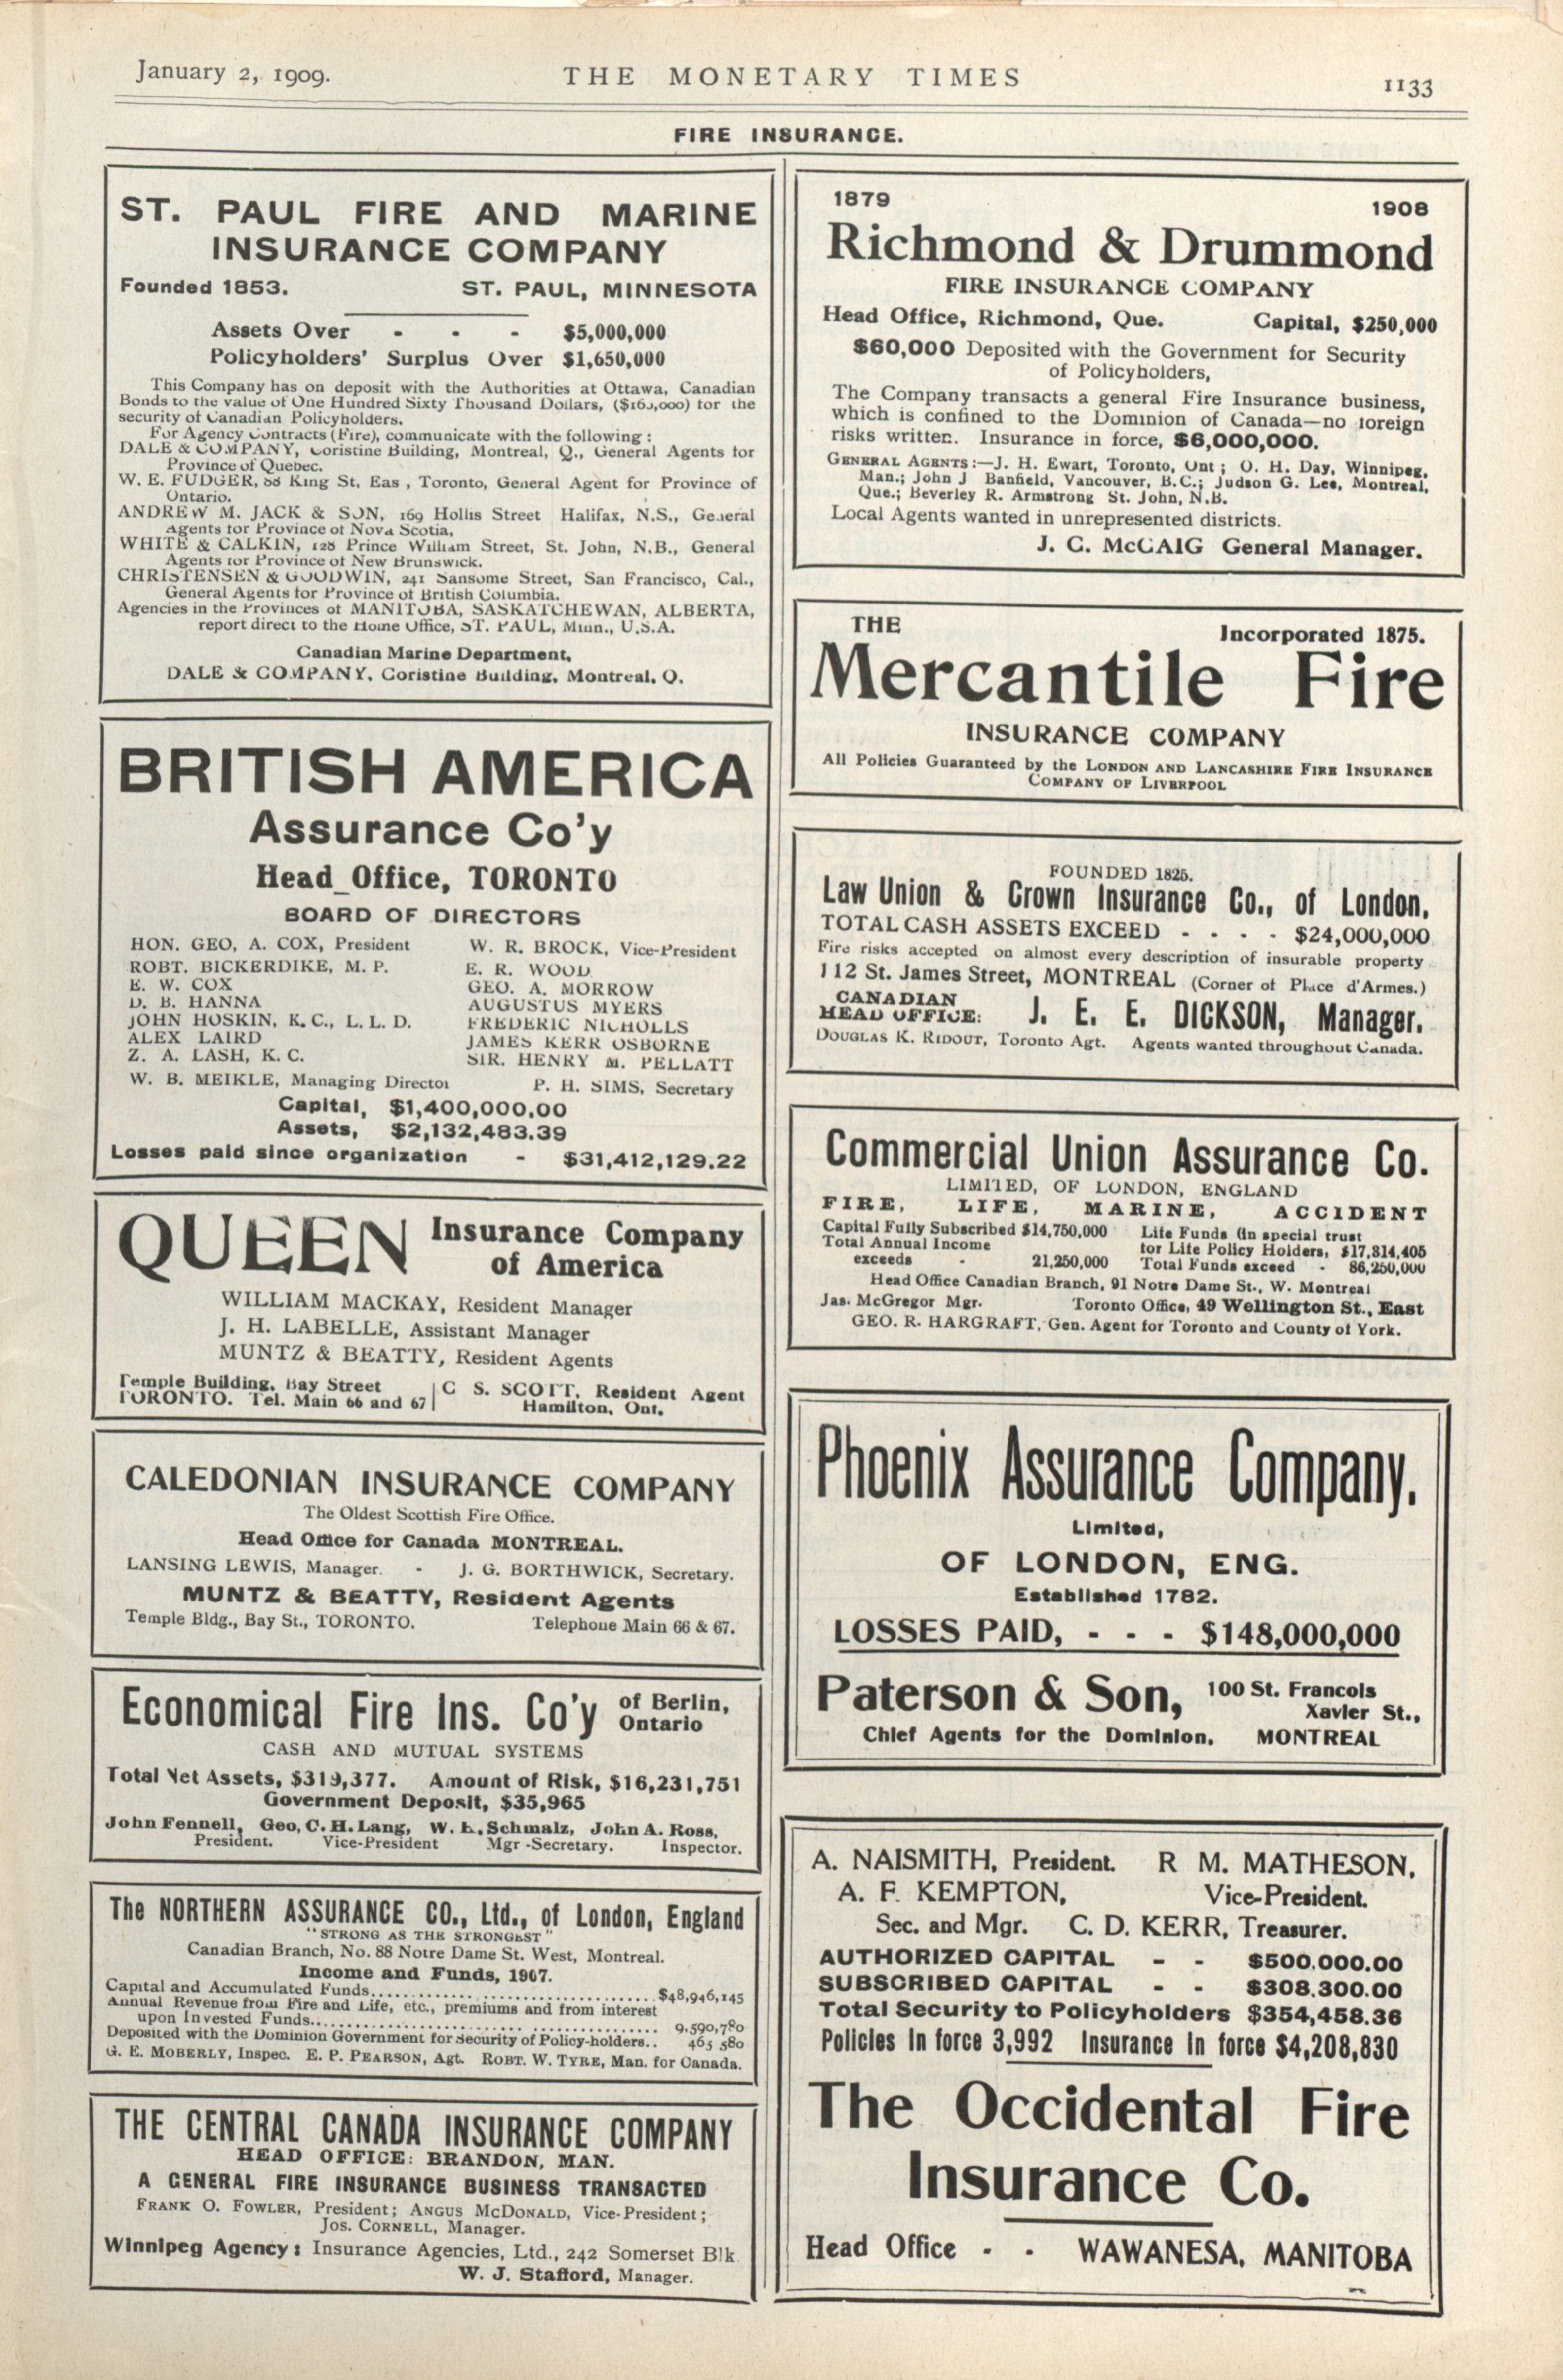 January 2, 1909.
THE MONETARY TIMES
1133
FIRE INSURANCE.
ST. PAUL FIRE AND MARINE
INSURANCE COMPANY
Founded 1853. ST. PAUL, MINNESOTA
Assets Over - - - $5,000,000
Policyholders' Surplus Over $1,650,000
This Company has on deposit with the Authorities at Ottawa, Canadian
Bonds to the value of One Hundred Sixty Thousand Dollars, ($160,000) for the
security of Canadian Policyholders.
For Agency Contracts (Fire), communicate with the following :
DALE & COMPANY, Coristine Building, Montreal, Q., General Agents for
Province of Quebec.
W. E. FUDGER, 88 King St, Eas , Toronto, General Agent for Province of
Ontario.
ANDREW M. JACK & SON, 169 Hollis Street Halifax, N.S., General
Agents for Province of Nova Scotia,
WHITE & CALKIN, 128 Prince William Street, St. John, N.B., General
Agents for Province of New Brunswick.
CHRISTENSEN & GOODWIN, 241 Sansome Street, San Francisco, Cal.,
General Agents for Province of British Columbia.
Agencies in the Provinces of MANITOBA, SASKATCHEWAN, ALBERTA,
report direct to the Home Office, ST. PAUL, Minn., U.S.A.
Canadian Marine Department,
DALE & COMPANY, Coristine Building, Montreal, Q.
BRITISH AMERICA
Assurance Co'y
Head Office, TORONTO
BOARD OF DIRECTORS
HON. GEO, A. COX, President W. R. BROCK, Vice-President
ROBT. BICKERDIKE, M. P. E. R. WOOD
E. W. COX GEO. A. MORROW
D. B. HANNA AUGUSTUS MYERS
JOHN HOSKIN, K. C., L. L. D. FREDERIC NICHOLLS
ALEX LAIRD JAMES KERR OSBORNE
Z. A. LASH, K. C. SIR. HENRY M. PELLATT
W. B. MEIKLE, Managing Director P. H. SIMS, Secretary
Capital, $1,400,000.00
Assets, $2,132,483.39
Losses paid since organization - $31,412,129.22
QUEEN Insurance Company
of America
WILLIAM MACKAY, Resident Manager
J. H. LABELLE, Assistant Manager
MUNTZ & BEATTY, Resident Agents
Temple Building, Bay Street C S. SCOTT, Resident Agent
TORONTO. Tel. Main 66 and 67 Hamilton, Ont.
CALEDONIAN INSURANCE COMPANY
The Oldest Scottish Fire Office.
Head Office for Canada MONTREAL.
LANSING LEWIS, Manager. - J. G. BORTHWICK, Secretary.
MUNTZ & BEATTY, Resident Agents
Temple Bldg., Bay St., TORONTO. Telephone Main 66 & 67.
Economical Fire Ins. Co'y of Berlin,
Ontario
CASH AND MUTUAL SYSTEMS
Total Net Assets, $319,377. Amount of Risk, $16,231,751
Government Deposit, $35,965
John Fennell, Geo, C. H. Lang, W. H. Schmalz, John A. Ross,
President. Vice-President Mgr -Secretary. Inspector.
The NORTHERN ASSURANCE CO., Ltd., of London, England
"STRONG AS THE STRONGEST"
Canadian Branch, No. 88 Notre Dame St. West, Montreal.
Income and Funds, 1907.
Capital and Accumulated Funds........ $48,946,145
Annual Revenue from Fire and Life, etc., premiums and from interest
upon Invested Funds........ 9,590,780
Deposited with the Dominion Government for Security of Policy-holders.. 465 580
G. E. MOBERLY, Inspec. E. P. PEARSON, Agt. ROBT. W. TYRE, Man. for Canada.
THE CENTRAL CANADA INSURANCE COMPANY
HEAD OFFICE: BRANDON, MAN.
A GENERAL FIRE INSURANCE BUSINESS TRANSACTED
FRANK O. FOWLER, President; ANGUS MCDONALD, Vice-President;
JOS. CORNELL, Manager.
Winnipeg Agency: Insurance Agencies, Ltd., 242 Somerset Blk
W. J. Stafford, Manager.
1879 1908
Richmond & Drummond
FIRE INSURANCE COMPANY
Head Office, Richmond, Que. Capital, $250,000
$60,000 Deposited with the Government for Security
of Policyholders,
The Company transacts a general Fire Insurance business,
which is confined to the Dominion of Canada—no foreign
risks written. Insurance in force, $6,000,000.
GENERAL AGENTS:—J. H. Ewart, Toronto, Ont ; O. H. Day, Winnipeg,
Man.; John J Banfield, Vancouver, B.C.; Judson G. Lee, Montreal,
Que.; Beverley R. Armstrong St. John, N.B.
Local Agents wanted in unrepresented districts.
J. C. McCAIG General Manager.
THE Incorporated 1875.
Mercantile Fire
INSURANCE COMPANY
All Policies Guaranteed by the LONDON AND LANCASHIRE FIRE INSURANCE
COMPANY OF LIVERPOOL
FOUNDED 1825.
Law Union & Crown Insurance Co., of London,
TOTAL CASH ASSETS EXCEED - - - - $24,000,000
Fire risks accepted on almost every description of insurable property
112 St. James Street, MONTREAL (Corner of Place d'Armes.)
CANADIAN
HEAD OFFICE: J. E. E. DICKSON, Manager.
DOUGLAS K. RIDOUT, Toronto Agt. Agents wanted throughout Canada.
Commercial Union Assurance Co.
LIMITED, OF LONDON, ENGLAND
FIRE, LIFE, MARINE, ACCIDENT
Capital Fully Subscribed $14,750,000 Life Funds (in special trust
Total Annual Income for Life Policy Holders, $17,314,405
exceeds - 21,250,000 Total Funds exceed - 86,250,000
Head Office Canadian Branch, 91 Notre Dame St., W. Montreal
Jas. McGregor Mgr. Toronto Office, 49 Wellington St., East
GEO. R. HARGRAFT, Gen. Agent for Toronto and County of York.
Phoenix Assurance Company,
Limited,
OF LONDON, ENG.
Established 1782.
LOSSES PAID, - - - $148,000,000
Paterson & Son, 100 St. Francois
Xavier St.,
Chief Agents for the Dominion. MONTREAL
A. NAISMITH, President. R M. MATHESON,
A. F. KEMPTON, Vice-President.
Sec. and Mgr. C. D. KERR, Treasurer.
AUTHORIZED CAPITAL - - $500.000.00
SUBSCRIBED CAPITAL - - $308.300.00
Total Security to Policyholders $354,458.36
Policies in force 3,992 Insurance in force $4,208,830
The Occidental Fire
Insurance Co.
Head Office - - WAWANESA, MANITOBA